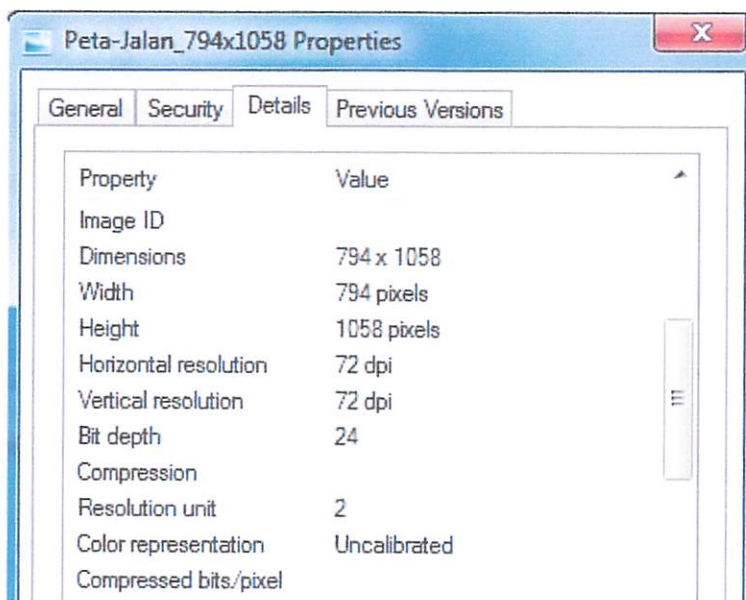 Peta-Jalan_794x1058 Properties
General Security Details Previous Versions
Property Value
Image ID
Dimensions 794 x 1058
Width 794 pixels
Height 1058 pixels
Horizontal resolution 72 dpi
Vertical resolution 72 dpi
Bit depth 24
Compression
Resolution unit 2
Color representation Uncalibrated
Compressed bits/pixel